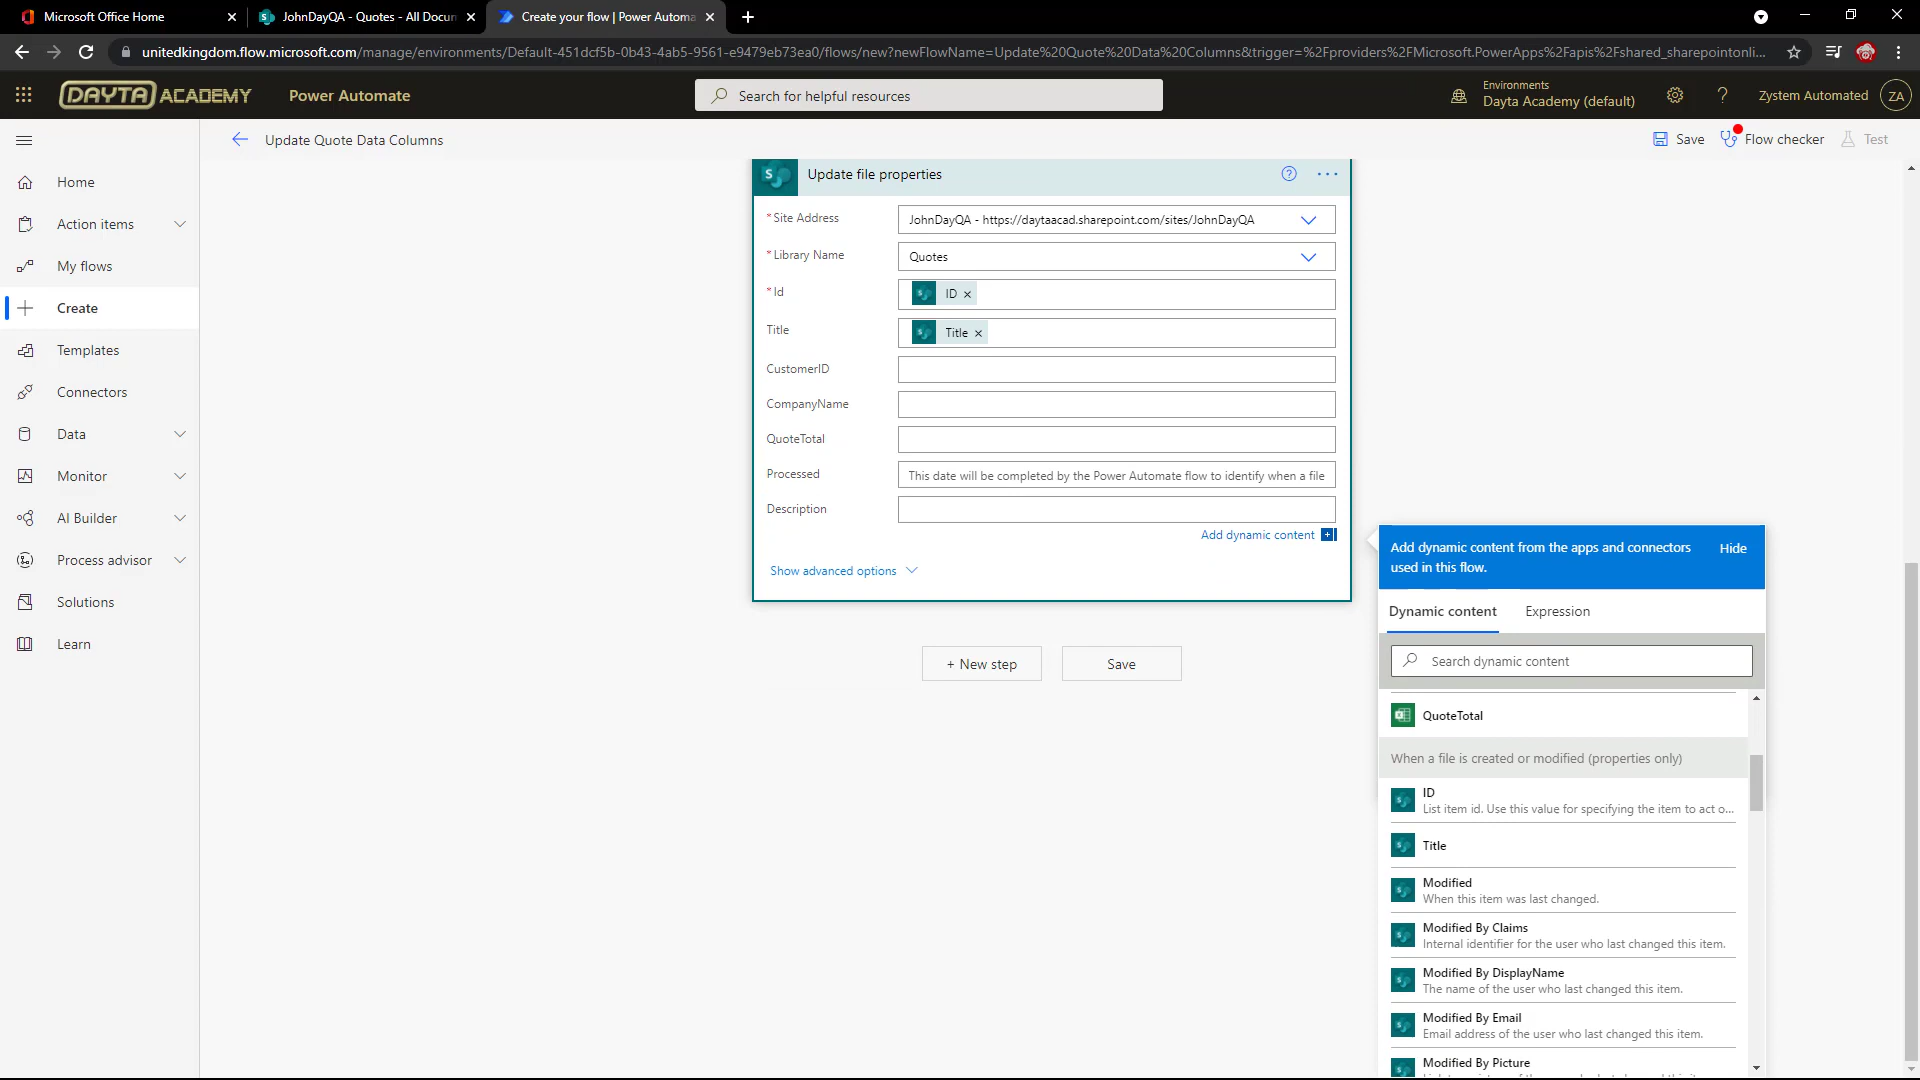 Microsoft Office Home
JohnDayQA - Quotes - All Docum
Create your flow | Power Automa
unitedkingdom.flow.microsoft.com/manage/environments/Default-451dcf5b-0b43-4ab5-9561-e9479eb73ea0/flows/new?newFlowName=Update%20Quote%20Data%20Columns&trigger=%2Fproviders%2FMicrosoft.PowerApps%2Fapis%2Fshared_sharepointonli...
DAYTA ACADEMY
Power Automate
Search for helpful resources
Environments
Dayta Academy (default)
?
Zystem Automated
ZA
Update Quote Data Columns
Save
Flow checker
Test
Home
Action items
My flows
Create
Templates
Connectors
Data
Monitor
AI Builder
Process advisor
Solutions
Learn
S
Update file properties
?
...
* Site Address
JohnDayQA - https://daytaacad.sharepoint.com/sites/JohnDayQA
* Library Name
Quotes
* Id
ID
Title
Title
CustomerID
CompanyName
QuoteTotal
Processed
This date will be completed by the Power Automate flow to identify when a file
Description
Add dynamic content
Show advanced options
+ New step
Save
Add dynamic content from the apps and connectors
used in this flow.
Hide
Dynamic content
Expression
Search dynamic content
QuoteTotal
When a file is created or modified (properties only)
ID
List item id. Use this value for specifying the item to act o...
Title
Modified
When this item was last changed.
Modified By Claims
Internal identifier for the user who last changed this item.
Modified By DisplayName
The name of the user who last changed this item.
Modified By Email
Email address of the user who last changed this item.
Modified By Picture